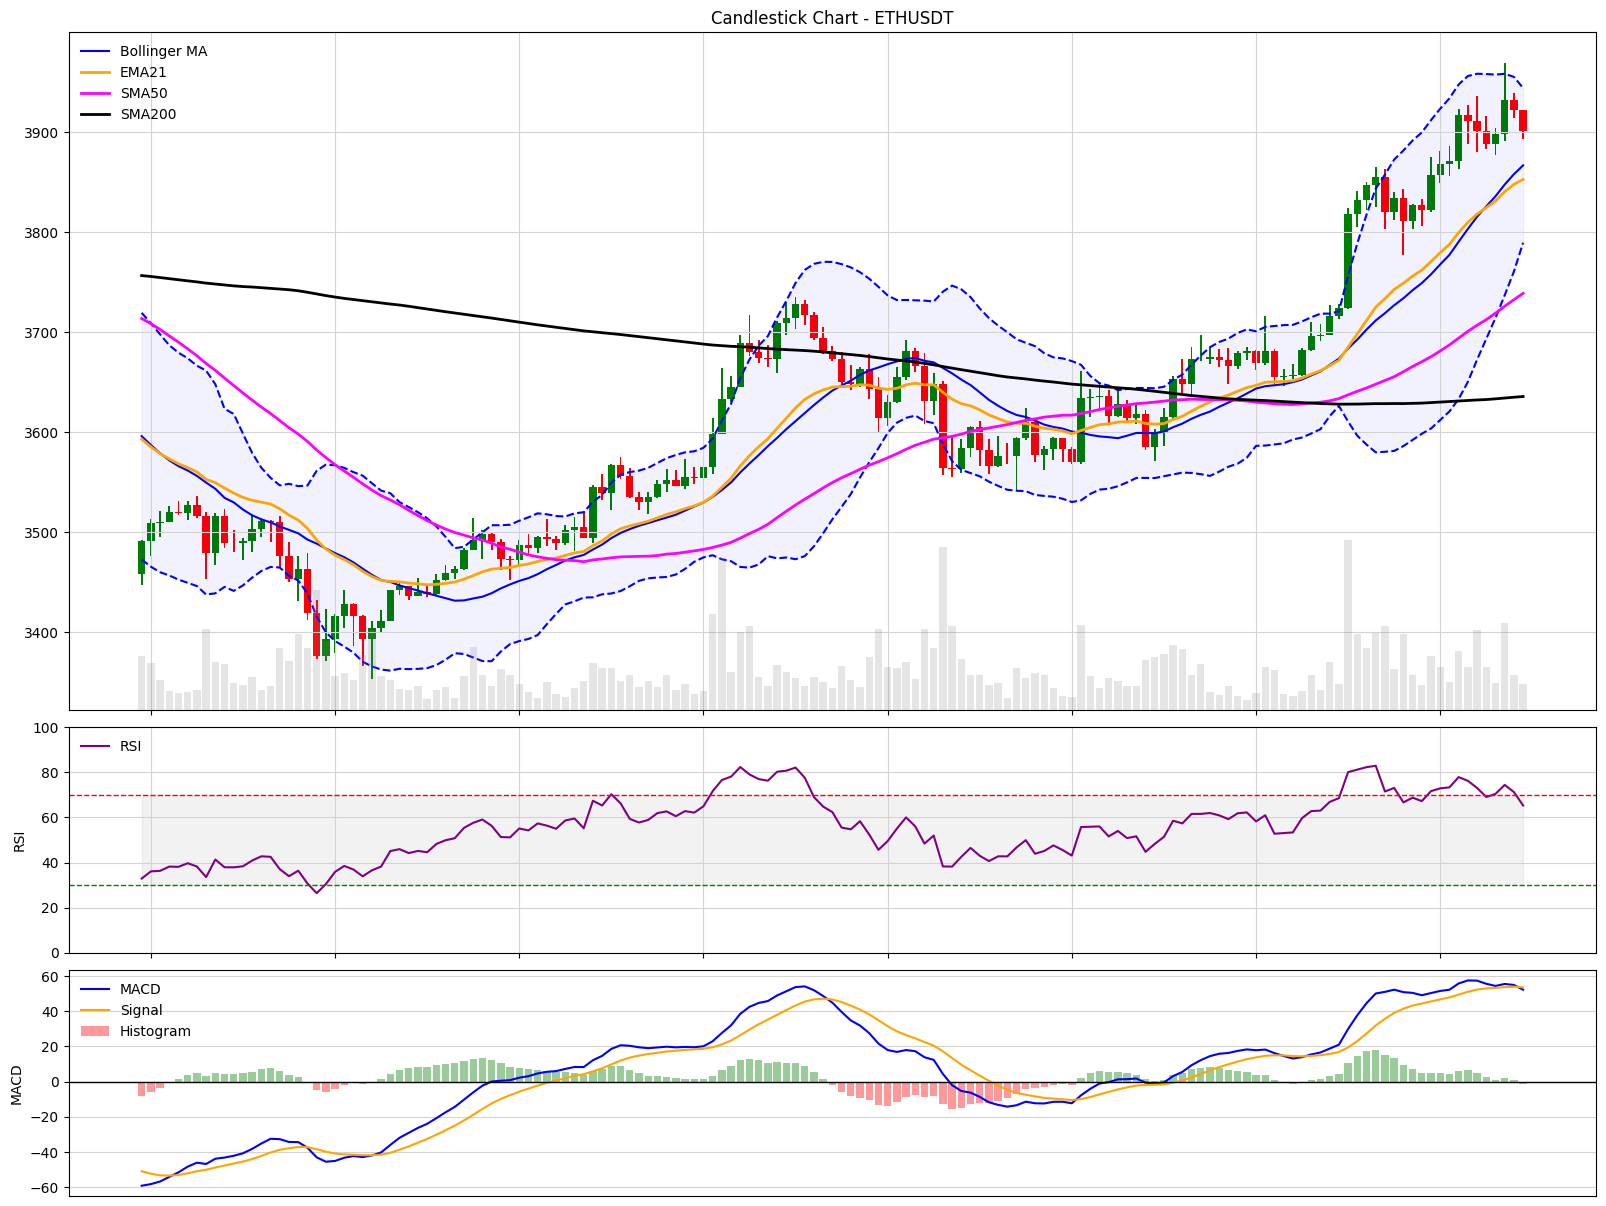 Candlestick Chart - ETHUSDT
Bollinger MA
EMA21
SMA50
SMA200
3900
3800
3700
3600
3500
3400
RSI
100
80
60
40
20
0
RSI
MACD
Signal
Histogram
60
40
20
0
−20
−40
−60
MACD